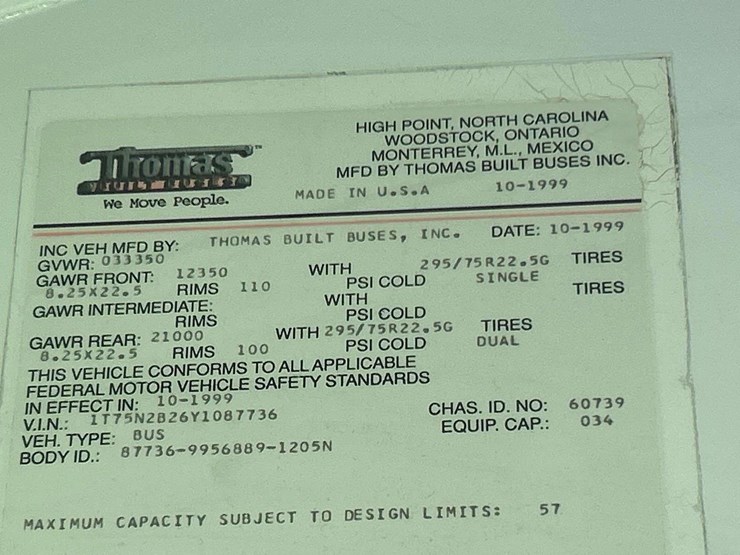 Thomas
BUILT BUSES
We Move People.
HIGH POINT, NORTH CAROLINA
WOODSTOCK, ONTARIO
MONTERREY, M.L., MEXICO
MFD BY THOMAS BUILT BUSES INC.
MADE IN U.S.A 10-1999
INC VEH MFD BY: THOMAS BUILT BUSES, INC. DATE: 10-1999
GVWR: 033350
GAWR FRONT: 12350 WITH 295/75R22.5G TIRES
8.25X22.5 RIMS 110 PSI COLD SINGLE
GAWR INTERMEDIATE: WITH TIRES
RIMS PSI COLD
GAWR REAR: 21000 WITH 295/75R22.5G TIRES
8.25X22.5 RIMS 100 PSI COLD DUAL
THIS VEHICLE CONFORMS TO ALL APPLICABLE
FEDERAL MOTOR VEHICLE SAFETY STANDARDS
IN EFFECT IN: 10-1999
V.I.N.: 1T75N2B26Y1087736 CHAS. ID. NO: 60739
VEH. TYPE: BUS EQUIP. CAP.: 034
BODY ID.: 87736-9956889-1205N
MAXIMUM CAPACITY SUBJECT TO DESIGN LIMITS: 57